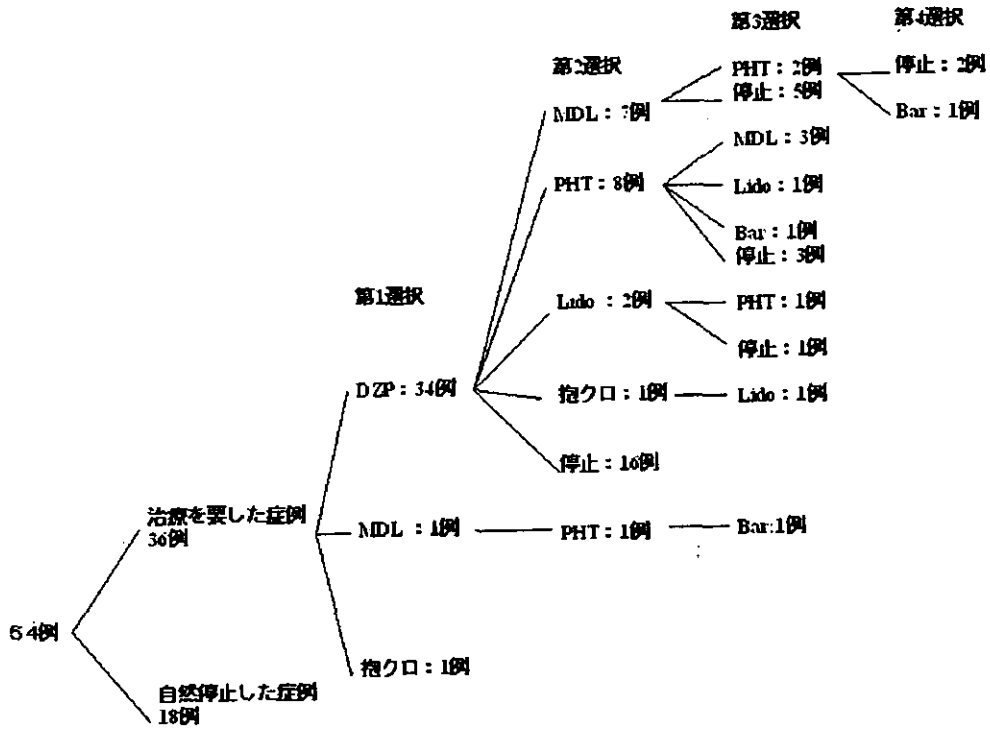 第3選択
第4選択
第2選択
PHT：2例
停止：5例
停止：2例
Bar：1例
MDL：7例
MDL：3例
PHT：8例
Lido：1例
Bar：1例
停止：3例
第1選択
Lido：2例
PHT：1例
停止：1例
DZP：34例
抱クロ：1例
Lido：1例
停止：16例
治療を要した症例
36例
MDL：1例
PHT：1例
Bar:1例
54例
抱クロ：1例
自然停止した症例
18例